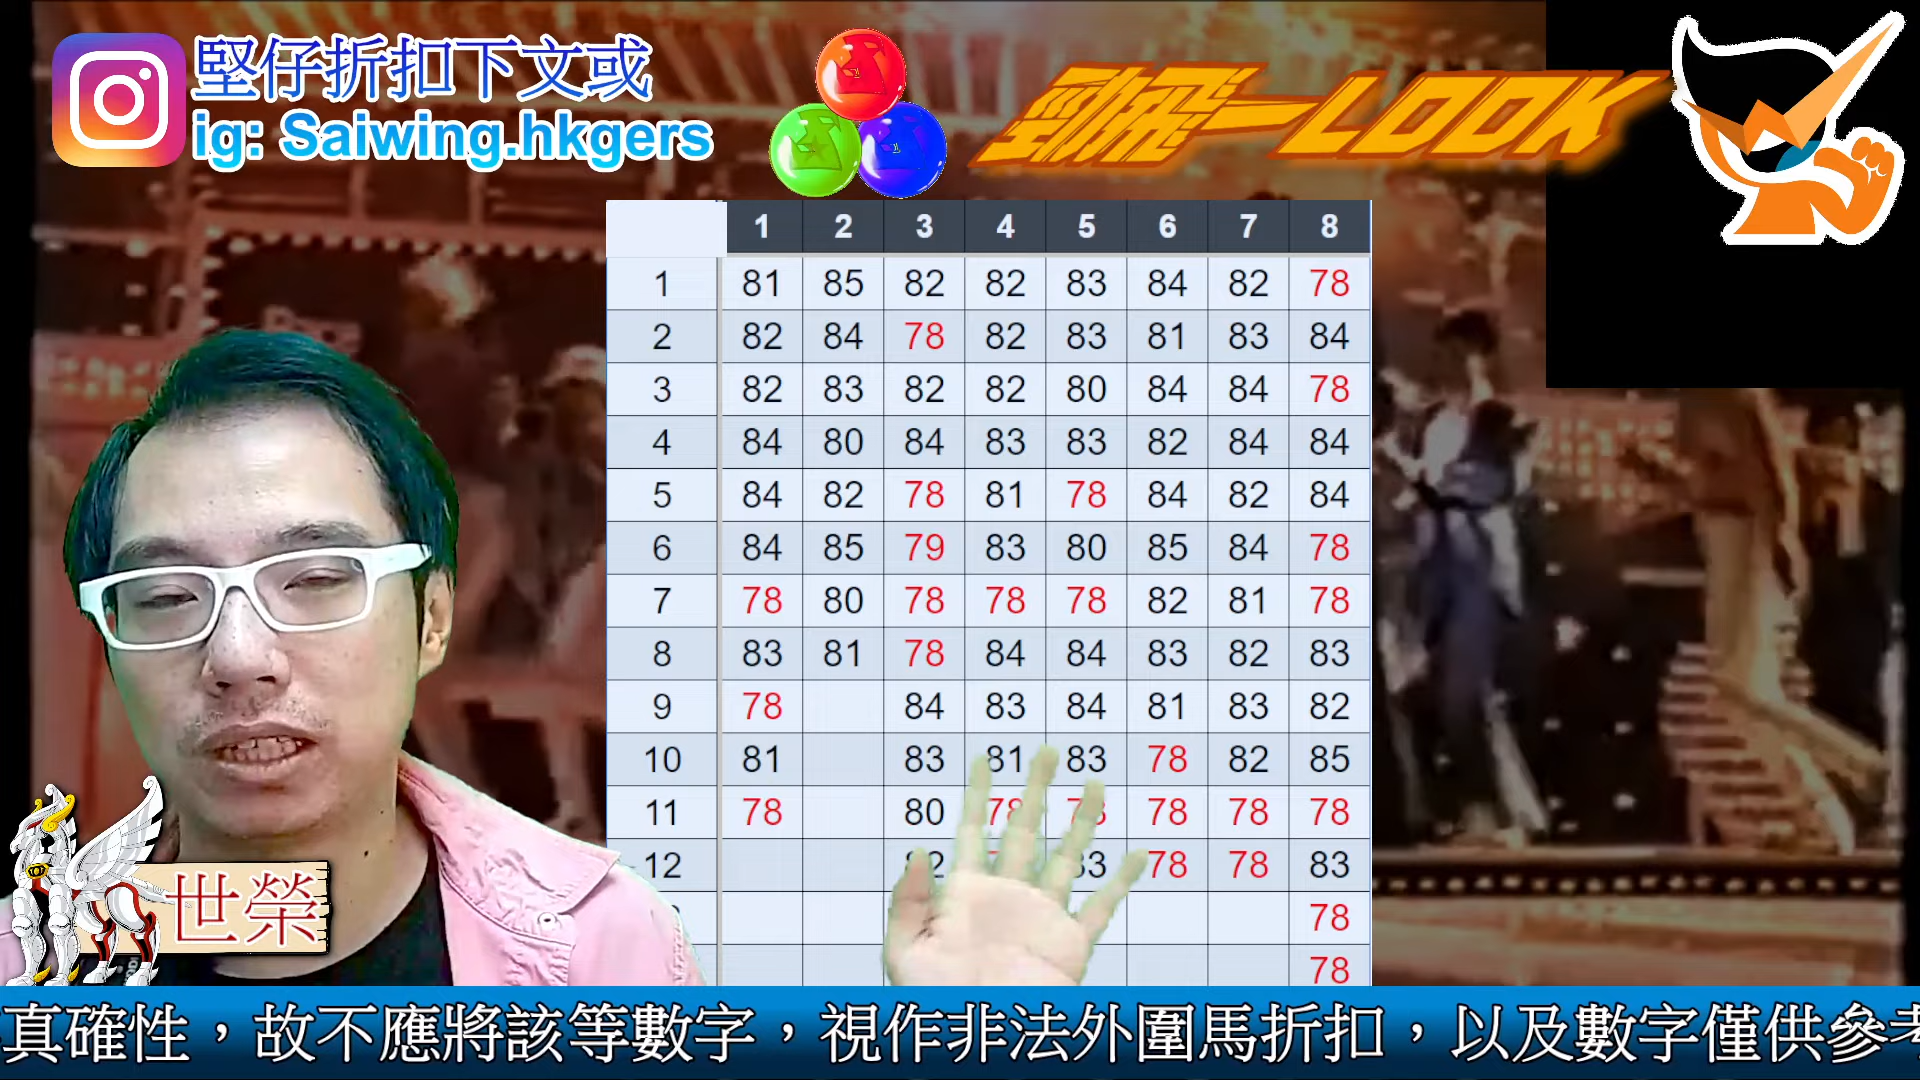 堅仔折扣下文或
ig: Saiwing.hkgers
勁飛一LOOK
1 2 3 4 5 6 7 8
1 81 85 82 82 83 84 82 78
2 82 84 78 82 83 81 83 84
3 82 83 82 82 80 84 84 78
4 84 80 84 83 83 82 84 84
5 84 82 78 81 78 84 82 84
6 84 85 79 83 80 85 84 78
7 78 80 78 78 78 82 81 78
8 83 81 78 84 84 83 82 83
9 78 84 83 84 81 83 82
10 81 83 81 83 78 82 85
11 78 80 78 78 78 78 78
12 82 83 78 78 83
78
78
世榮
真確性，故不應將該等數字，視作非法外圍馬折扣，以及數字僅供參考